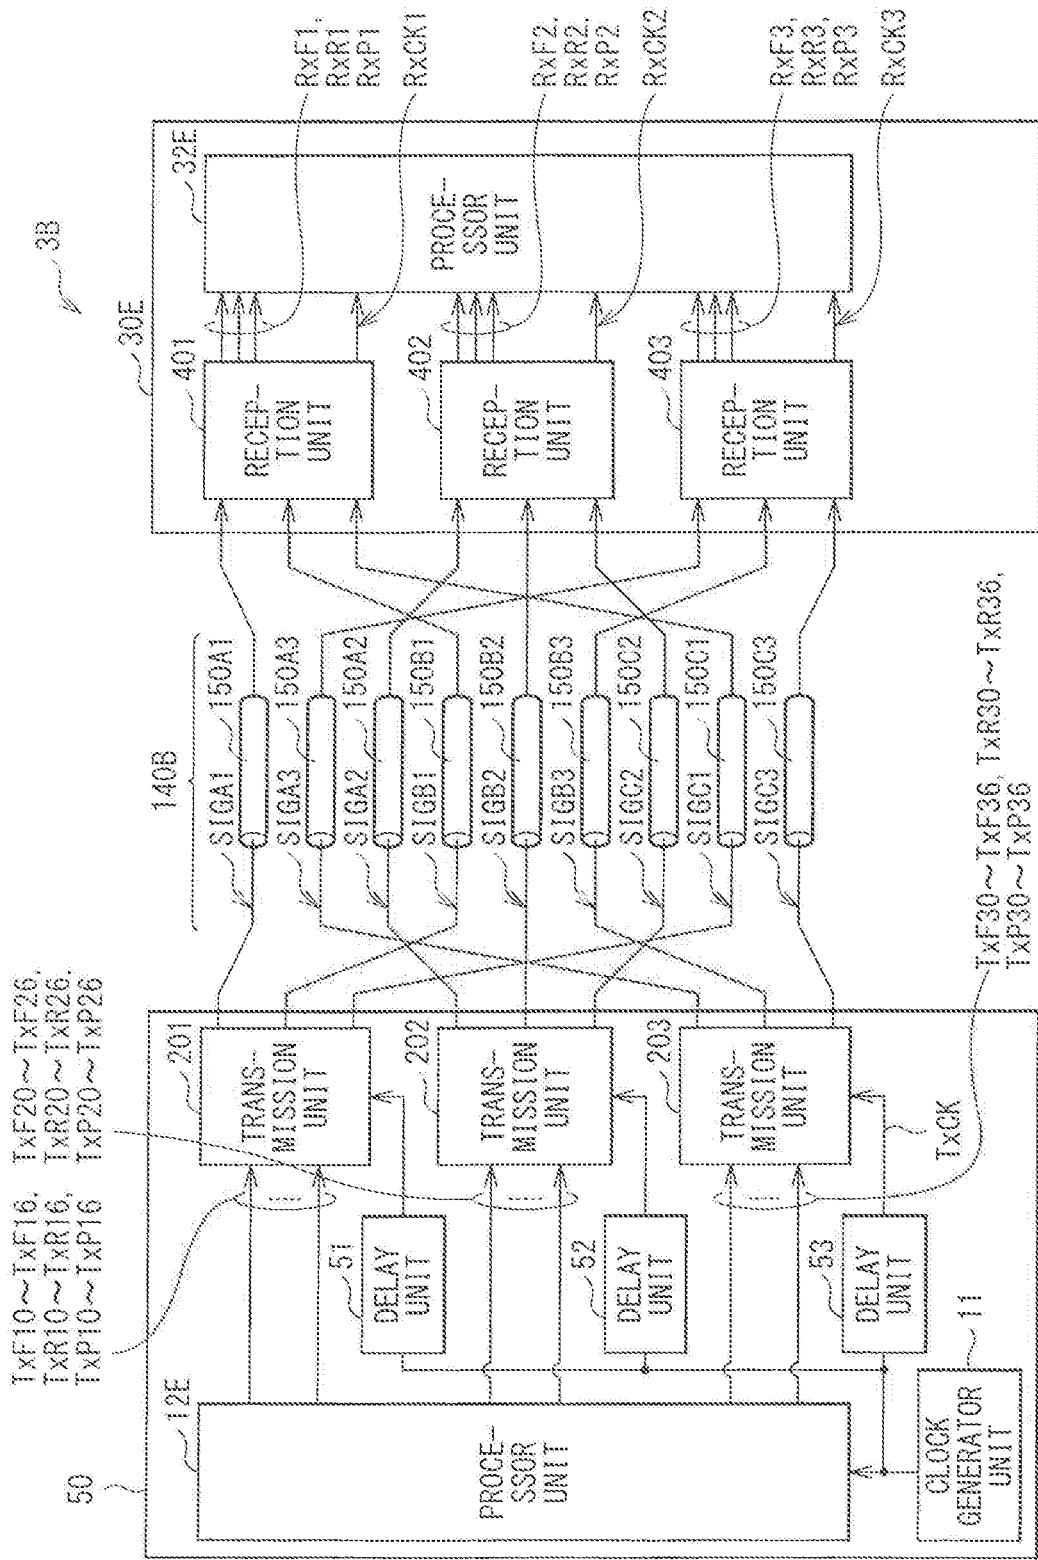 3B
50
12E
PROCE-
SSOR
UNIT
CLOCK
GENERATOR
UNIT
11
TxF10~TxF16,
TxR10~TxR16,
TxP10~TxP16
TxF20~TxF26,
TxR20~TxR26,
TxP20~TxP26
TxF30~TxF36, TxR30~TxR36,
TxP30~TxP36
51
DELAY
UNIT
52
DELAY
UNIT
53
DELAY
UNIT
TxCK
201
TRANS-
MISSION
UNIT
202
TRANS-
MISSION
UNIT
203
TRANS-
MISSION
UNIT
140B
SIGA1 150A1
SIGA3 150A3
SIGA2 150A2
SIGB1 150B1
SIGB2 150B2
SIGB3 150B3
SIGC2 150C2
SIGC1 150C1
SIGC3 150C3
30E
401
RECEP-
TION
UNIT
402
RECEP-
TION
UNIT
403
RECEP-
TION
UNIT
32E
PROCE-
SSOR
UNIT
RxF1,
RxR1,
RxP1
RxCK1
RxF2,
RxR2,
RxP2
RxCK2
RxF3,
RxR3,
RxP3
RxCK3